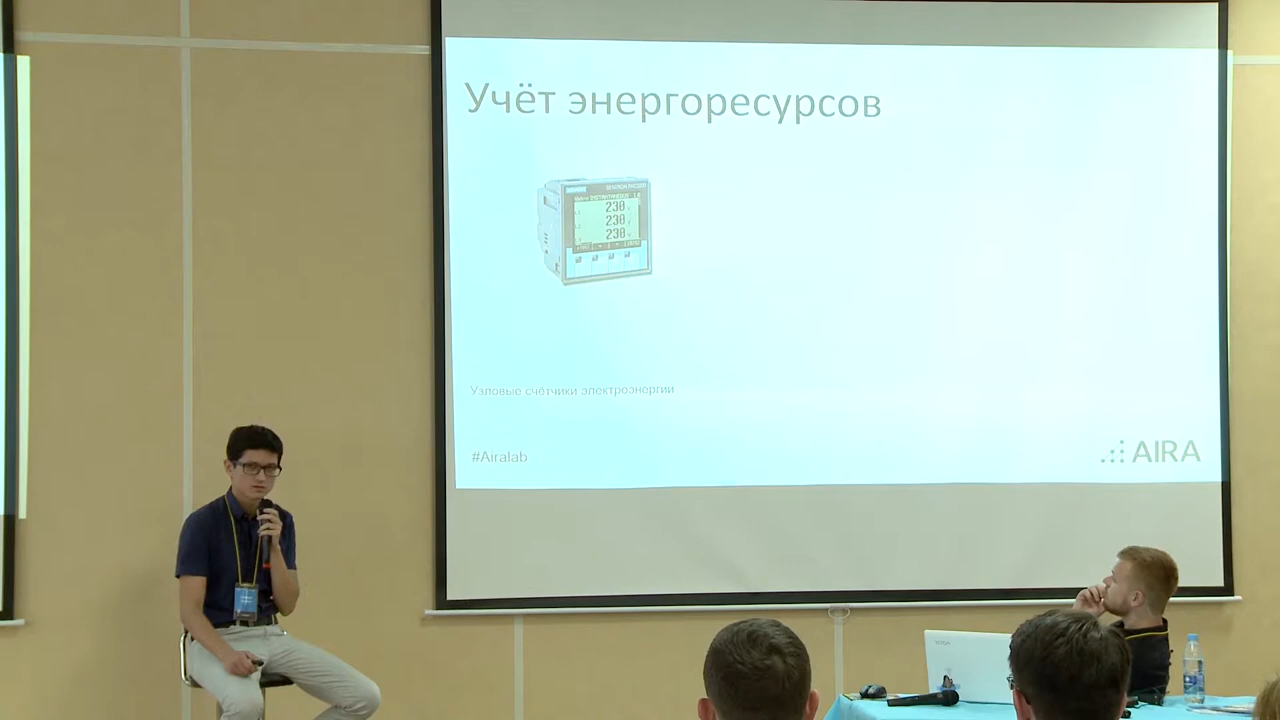 Учёт энергоресурсов
230
230
230
Узловые счётчики электроэнергии
#Airalab
AIRA